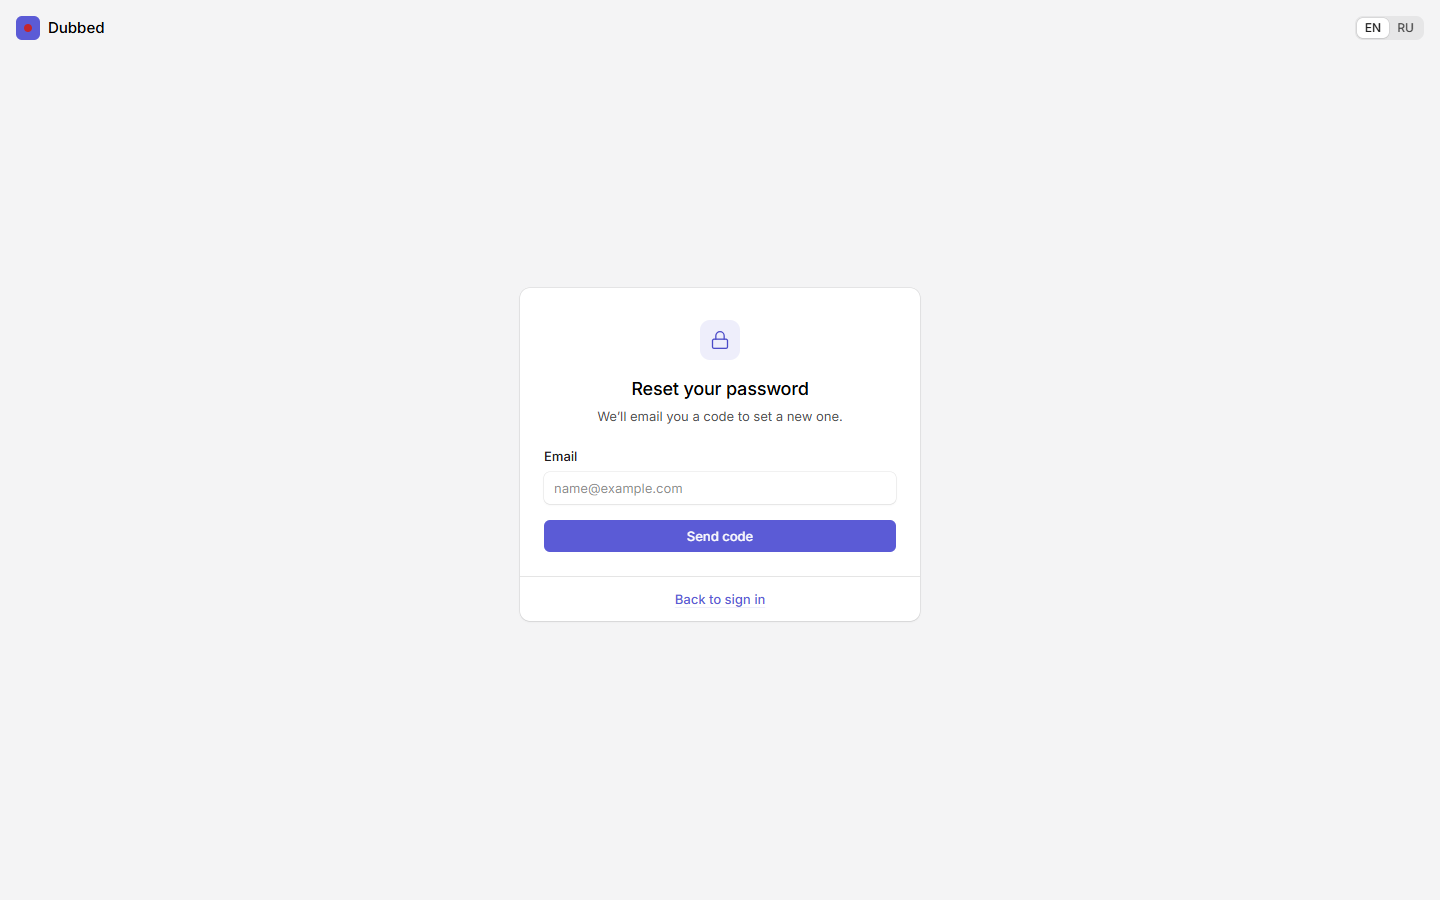 Dubbed
EN RU
Reset your password
We'll email you a code to set a new one.
Email
name@example.com
Send code
Back to sign in